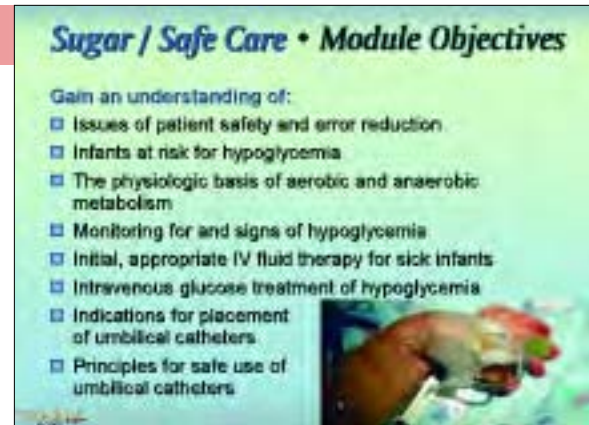 Sugar / Safe Care • Module Objectives
Gain an understanding of:
Issues of patient safety and error reduction
Infants at risk for hypoglycemia
The physiologic basis of aerobic and anaerobic
metabolism
Monitoring for and signs of hypoglycemia
Initial, appropriate IV fluid therapy for sick infants
Intravenous glucose treatment of hypoglycemia
Indications for placement
of umbilical catheters
Principles for safe use of
umbilical catheters